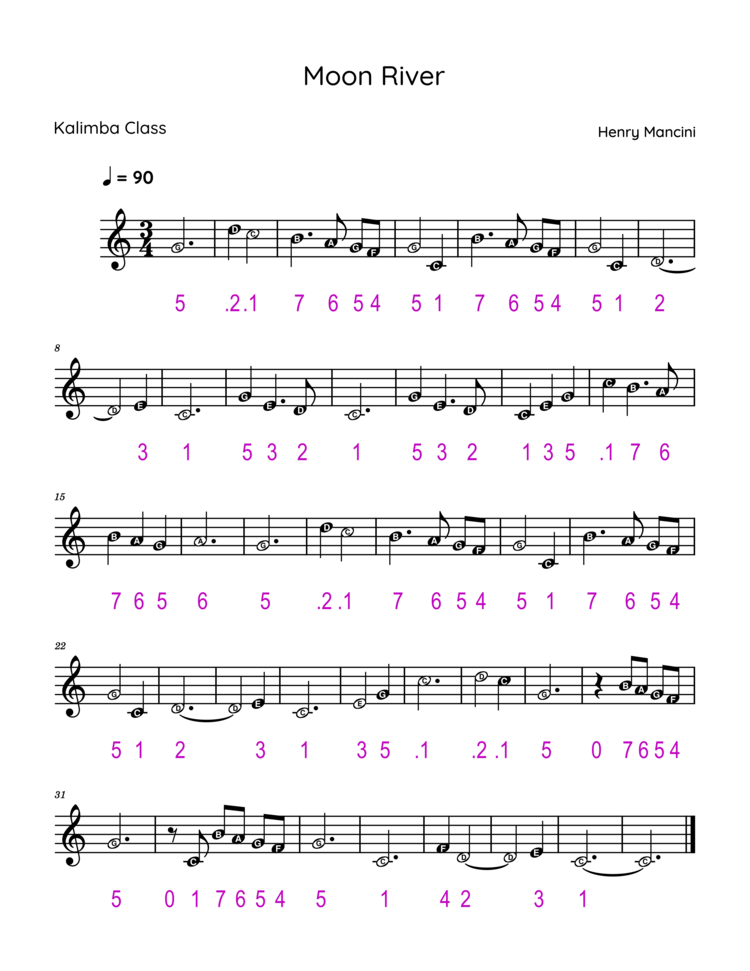 Moon River
Kalimba Class
Henry Mancini
= 90
3
4
G D C B A G F G C B A G F G C D
5 .2 .1 7 6 5 4 5 1 7 6 5 4 5 1 2
8
D E C G E D C G E D C E G C B A
3 1 5 3 2 1 5 3 2 1 3 5 .1 7 6
15
B A G A G D C B A G F G C B A G F
7 6 5 6 5 .2 .1 7 6 5 4 5 1 7 6 5 4
22
G C D D E C E G C D C G B A G F
5 1 2 3 1 3 5 .1 .2 .1 5 0 7 6 5 4
31
G C B A G F G C F D D E C C
5 0 1 7 6 5 4 5 1 4 2 3 1